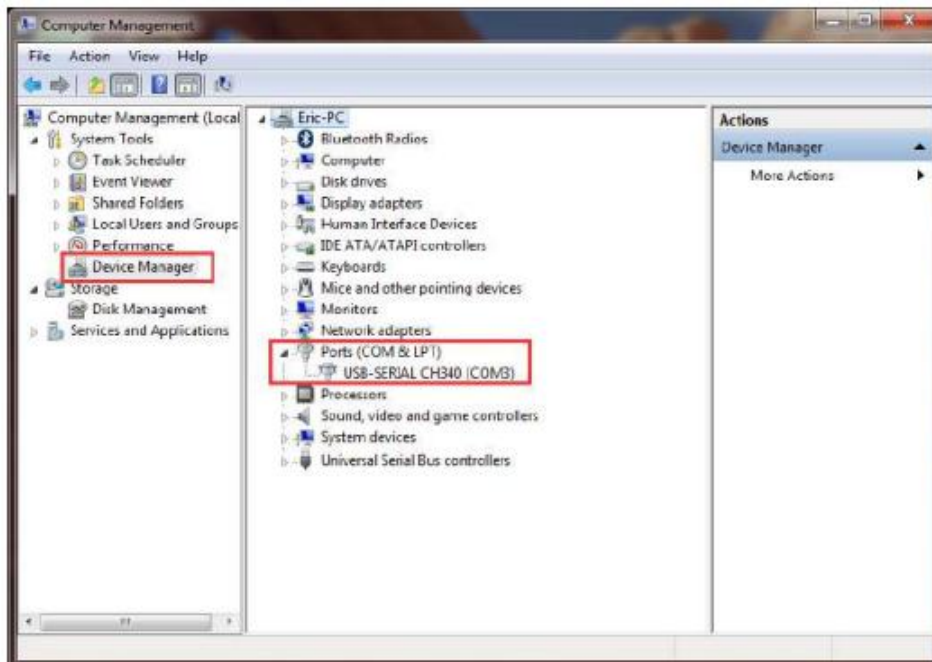 Computer Management
File Action View Help
Computer Management (Local
System Tools
Task Scheduler
Event Viewer
Shared Folders
Local Users and Groups
Performance
Device Manager
Storage
Disk Management
Services and Applications
Eric-PC
Bluetooth Radios
Computer
Disk drives
Display adapters
Human Interface Devices
IDE ATA/ATAPI controllers
Keyboards
Mice and other pointing devices
Monitors
Network adapters
Ports (COM & LPT)
USB-SERIAL CH340 (COM3)
Processors
Sound, video and game controllers
System devices
Universal Serial Bus controllers
Actions
Device Manager
More Actions